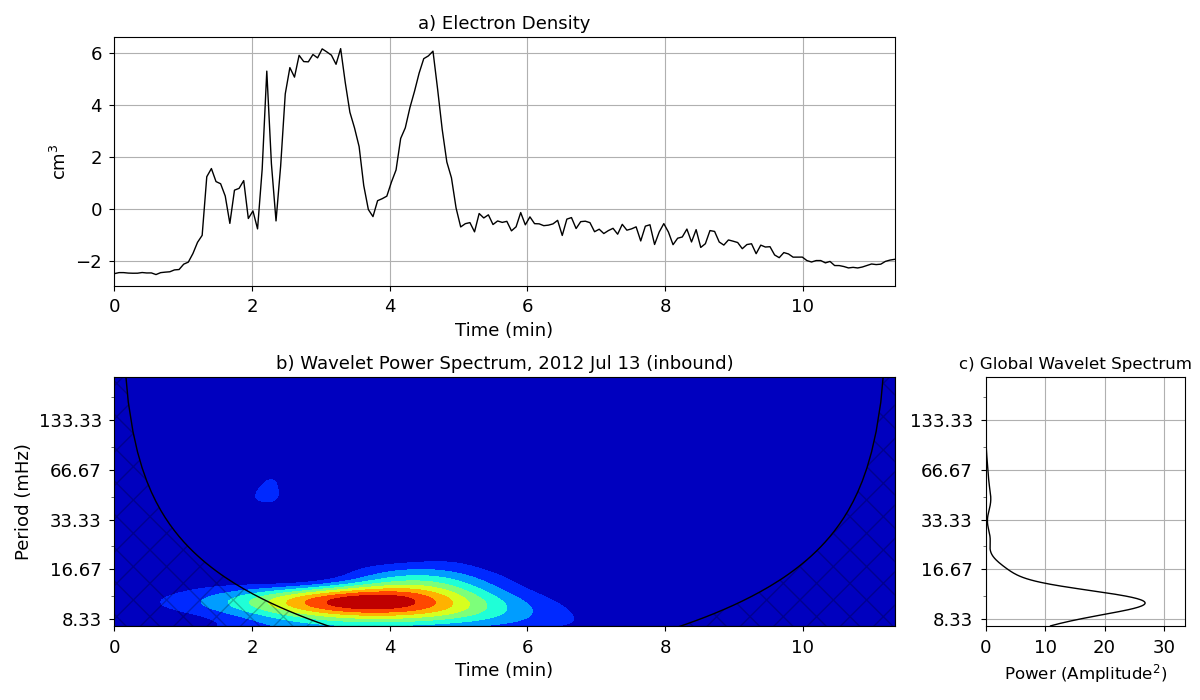 a) Electron Density
6
4
2
0
−2
cm³
0 2 4 6 8 10
Time (min)
b) Wavelet Power Spectrum, 2012 Jul 13 (inbound)
133.33
66.67
33.33
16.67
8.33
Period (mHz)
0 2 4 6 8 10
Time (min)
c) Global Wavelet Spectrum
133.33
66.67
33.33
16.67
8.33
0 10 20 30
Power (Amplitude²)